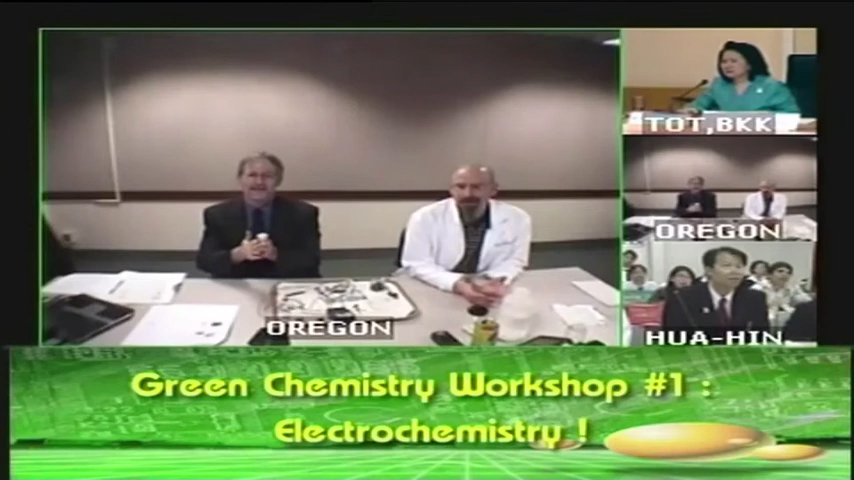 TOT,BKK
OREGON
OREGON
HUA-HIN
Green Chemistry Workshop #1 :
Electrochemistry !